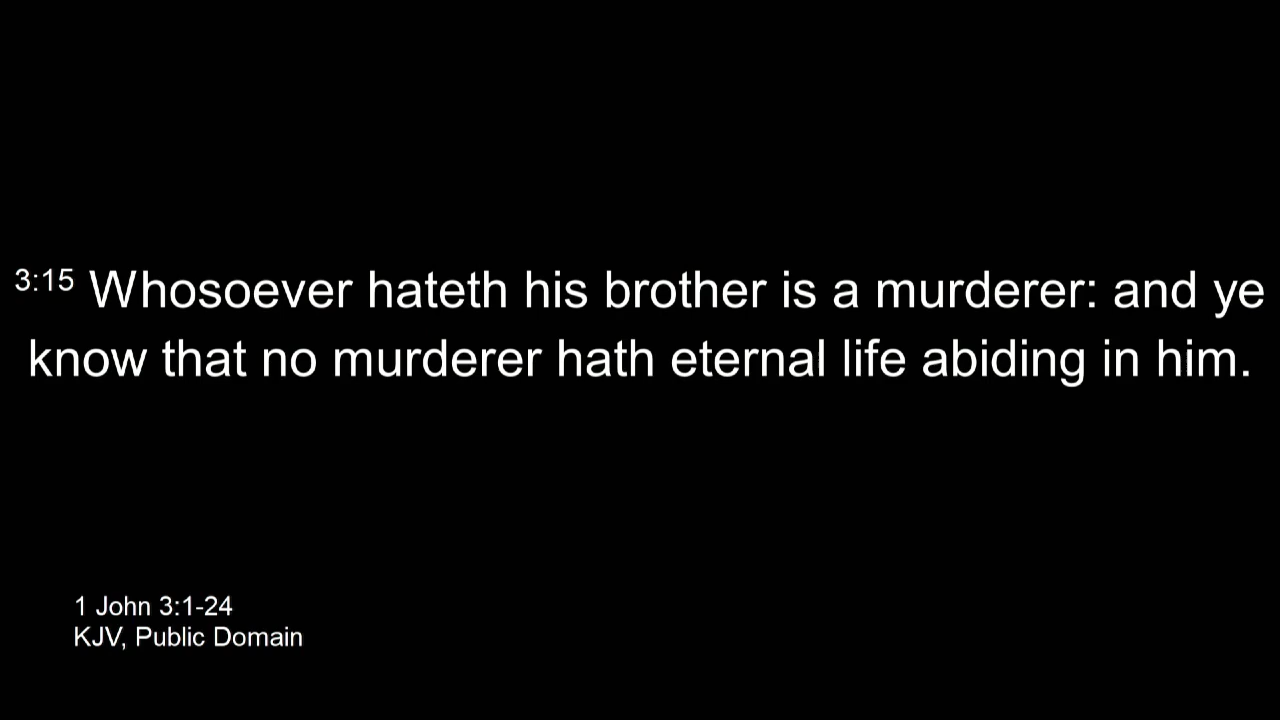 3:15 Whosoever hateth his brother is a murderer: and ye
know that no murderer hath eternal life abiding in him.
1 John 3:1-24
KJV, Public Domain